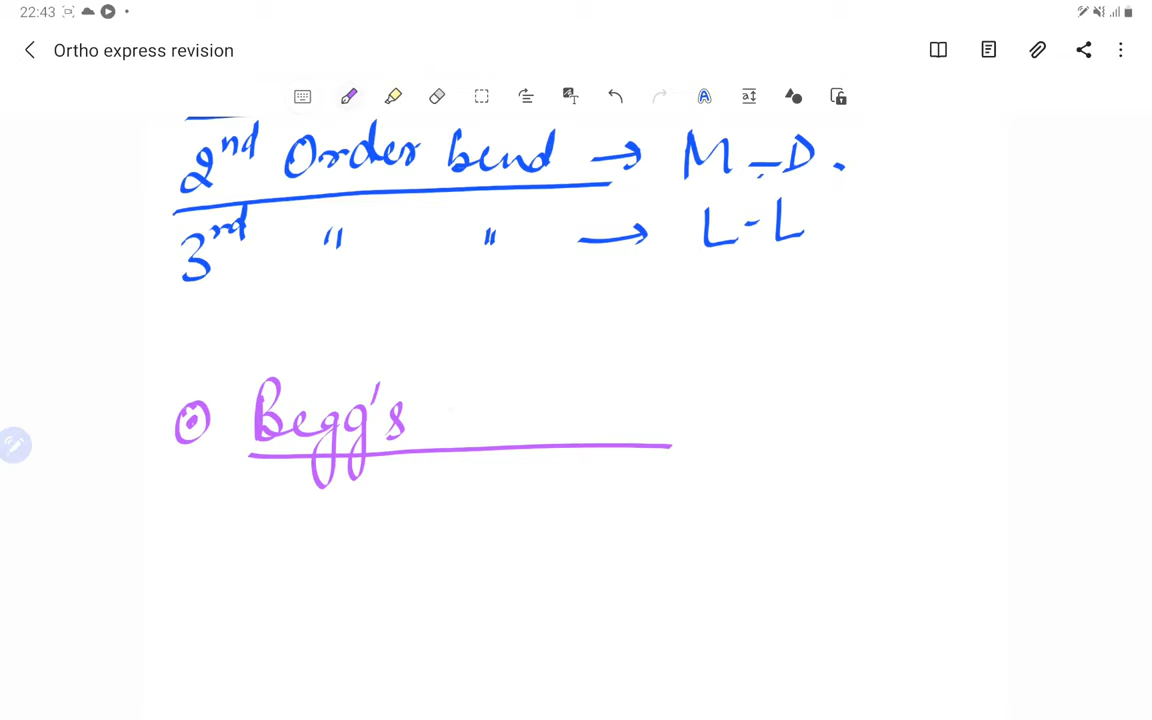 22:43
Ortho express revision
2nd Order bend → M-D.
3rd " " → L-L
Begg's